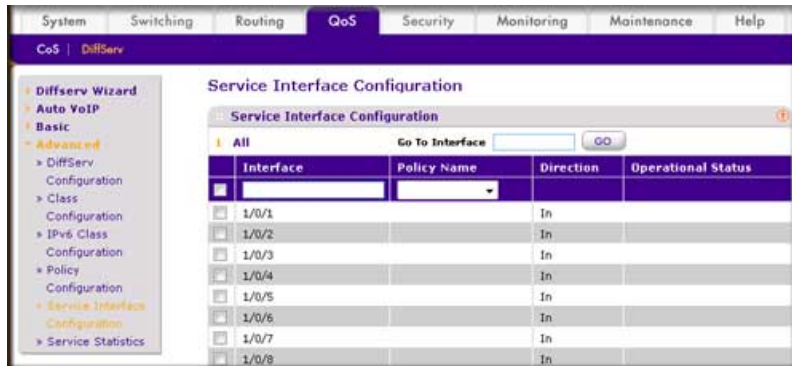 System Switching Routing QoS Security Monitoring Maintenance Help
CoS | DiffServ
Diffserv Wizard
Auto VoIP
Basic
Advanced
» DiffServ
Configuration
» Class
Configuration
» IPv6 Class
Configuration
» Policy
Configuration
» Service Interface
Configuration
» Service Statistics
Service Interface Configuration
Service Interface Configuration
1 All Go To Interface GO
Interface Policy Name Direction Operational Status
1/0/1 In
1/0/2 In
1/0/3 In
1/0/4 In
1/0/5 In
1/0/6 In
1/0/7 In
1/0/8 In